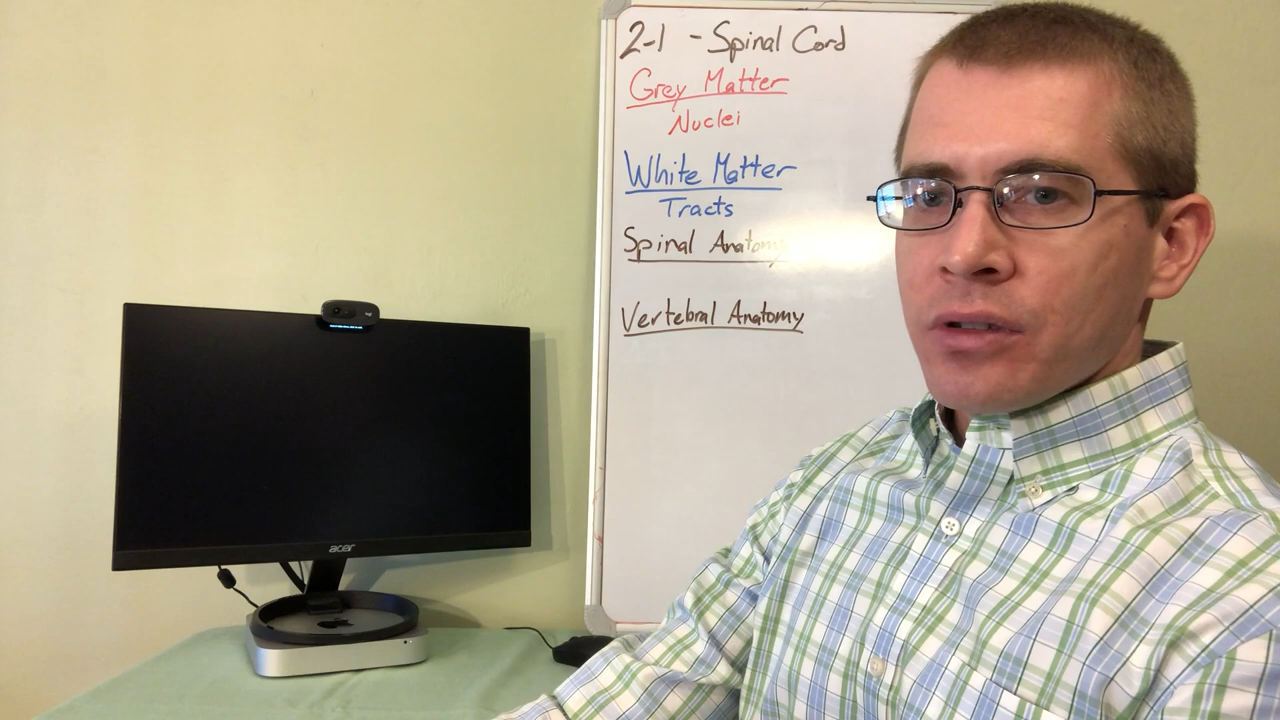 2-1 - Spinal Cord
Grey Matter
Nuclei
White Matter
Tracts
Spinal Anatomy
Vertebral Anatomy
acer